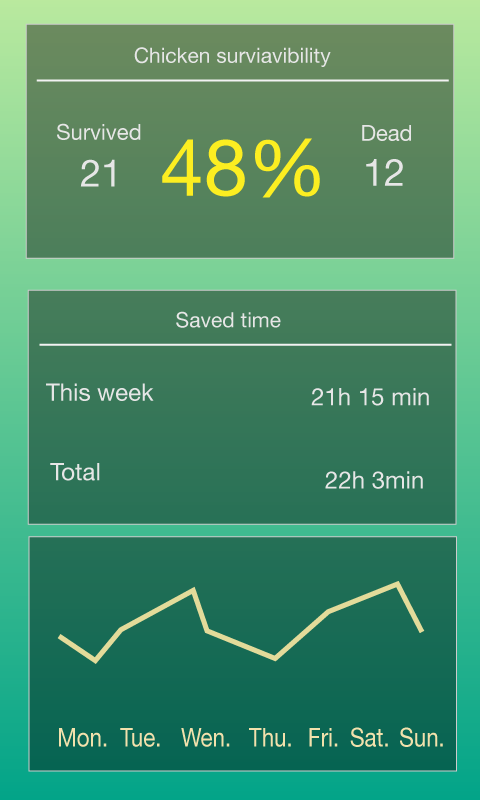 Chicken surviavibility
Survived
21
48%
Dead
12
Saved time
This week 21h 15 min
Total 22h 3min
Mon. Tue. Wen. Thu. Fri. Sat. Sun.